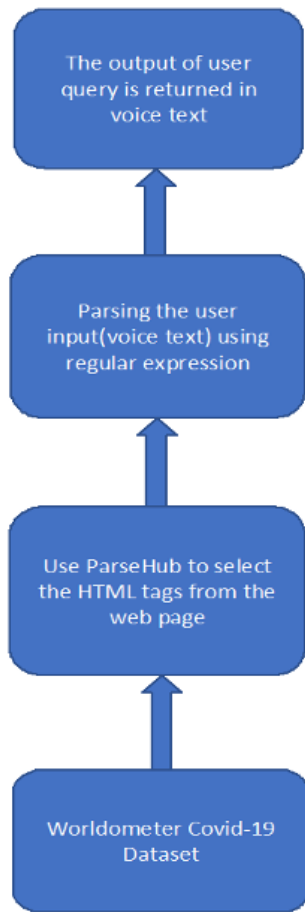 The output of user
query is returned in
voice text
Parsing the user
input(voice text) using
regular expression
Use ParseHub to select
the HTML tags from the
web page
Worldometer Covid-19
Dataset